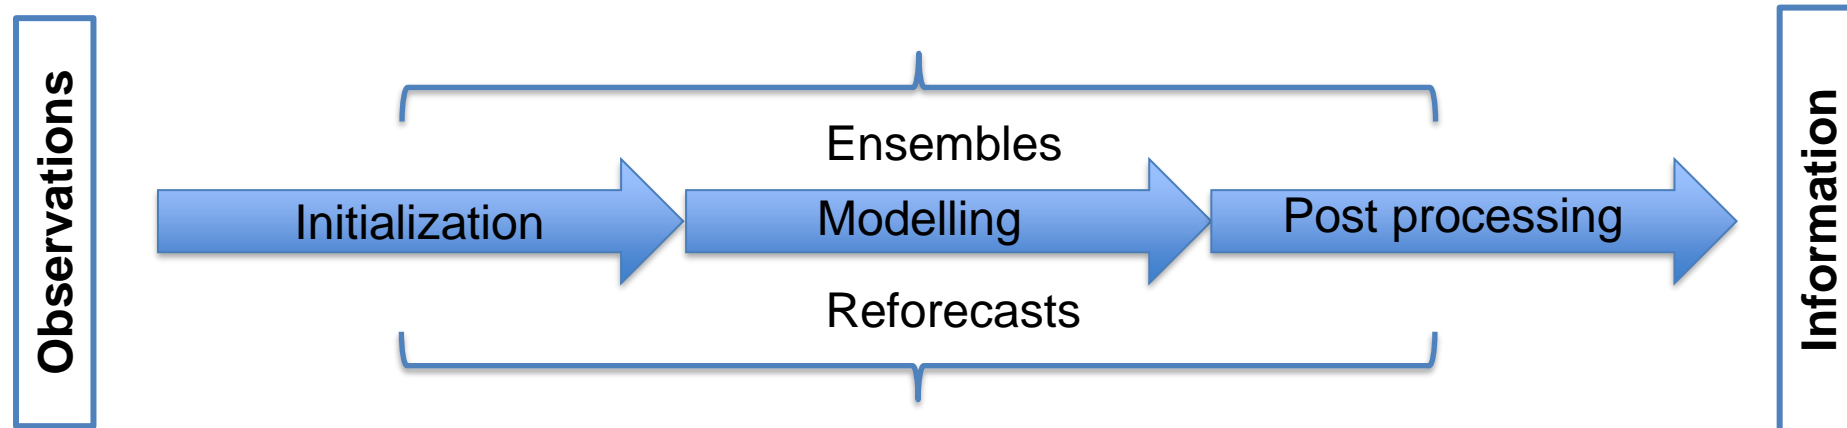 Observations
Ensembles
Initialization
Modelling
Post processing
Reforecasts
Information